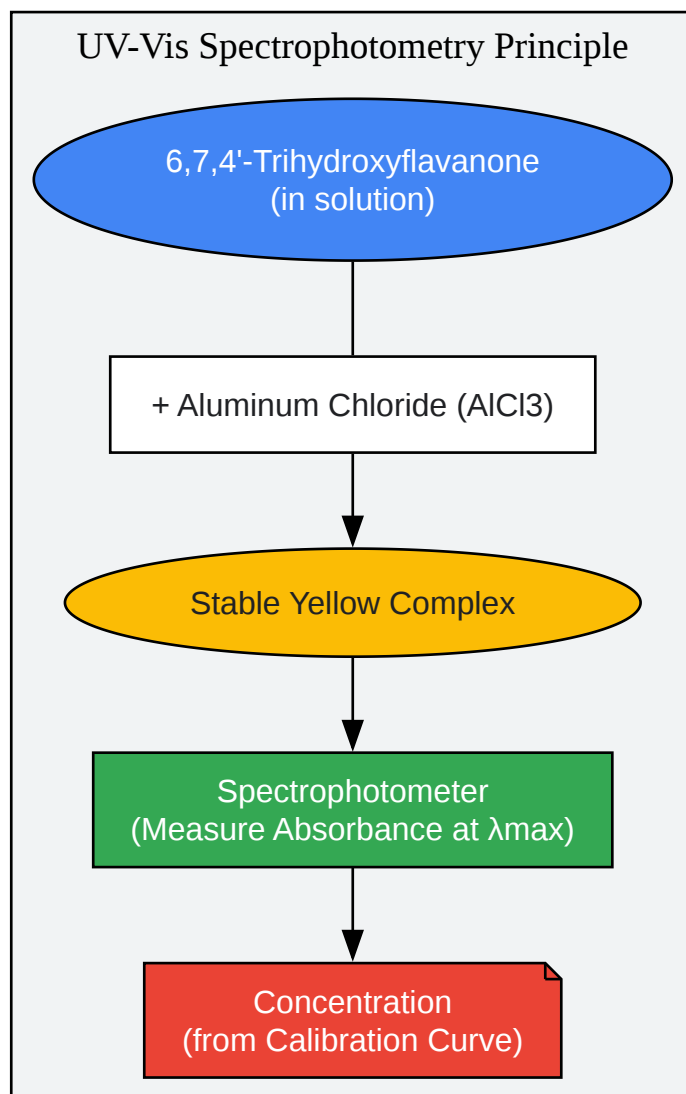 UV-Vis Spectrophotometry Principle
6,7,4'-Trihydroxyflavanone
(in solution)
+ Aluminum Chloride (AlCl3)
Stable Yellow Complex
Spectrophotometer
(Measure Absorbance at λmax)
Concentration
(from Calibration Curve)